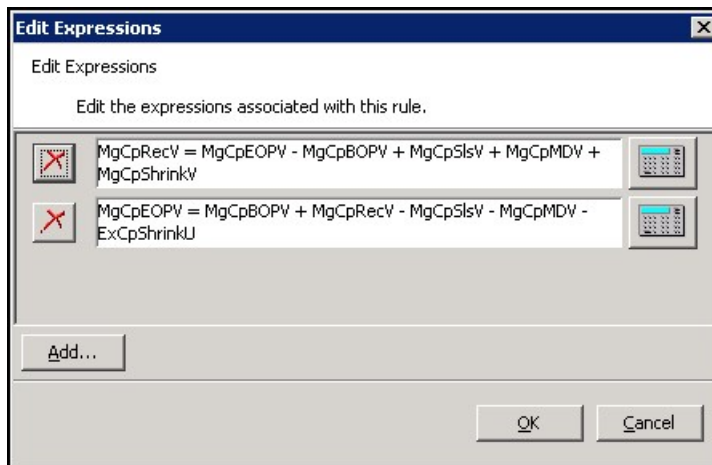 Edit Expressions
Edit Expressions
Edit the expressions associated with this rule.
MgCpRecV = MgCpEOPV - MgCpBOPV + MgCpSlsV + MgCpMDV +
MgCpShrinkV
MgCpEOPV = MgCpBOPV + MgCpRecV - MgCpSlsV - MgCpMDV -
ExCpShrinkU
Add...
OK Cancel